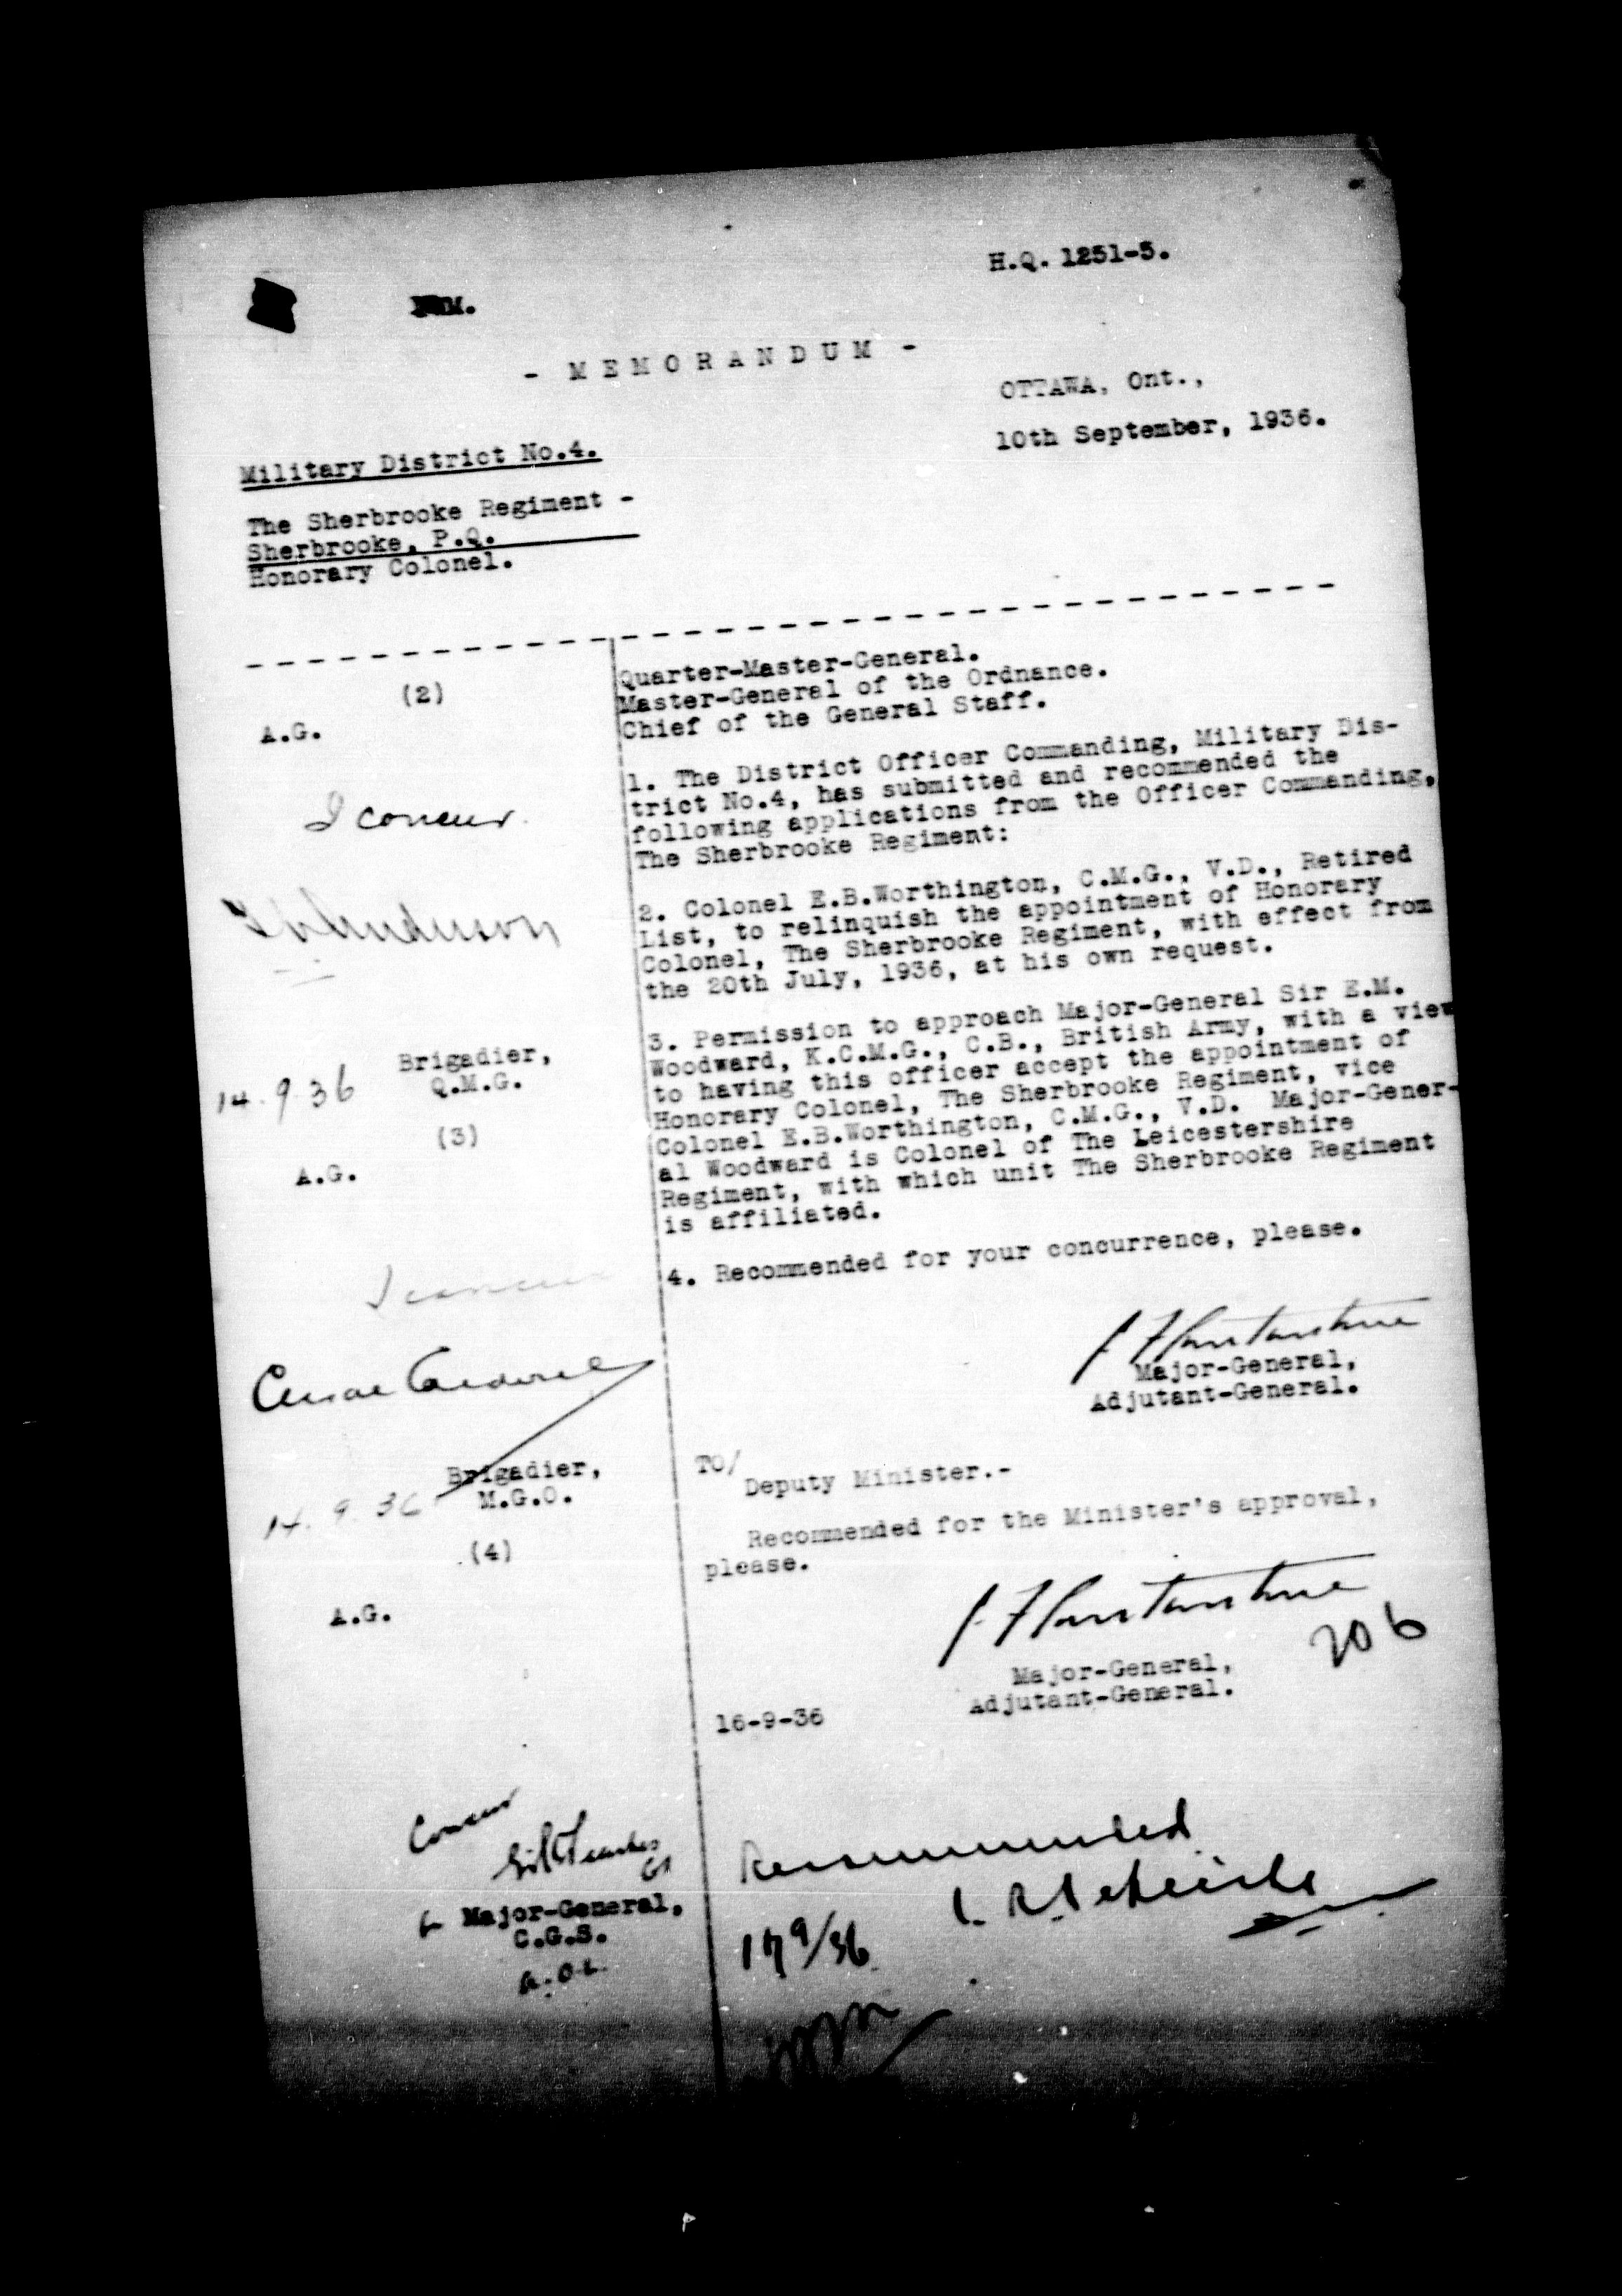 H.Q. 1251-5.
- MEMORANDUM -
OTTAWA, Ont.,
10th September, 1936.
Military District No.4.
The Sherbrooke Regiment -
Sherbrooke, P.Q.
Honorary Colonel.
(2)
A.G.
I concur.
14.9.36
Brigadier,
Q.M.G.
(3)
A.G.
I concur
Brigadier,
M.G.O.
14.9.36
(4)
A.G.
Concur
Major-General,
C.G.S.
Quarter-Master-General.
Master-General of the Ordnance.
Chief of the General Staff.
1. The District Officer Commanding, Military Dis-
trict No.4, has submitted and recommended the
following applications from the Officer Commanding,
The Sherbrooke Regiment:
2. Colonel E.B.Worthington, C.M.G., V.D., Retired
List, to relinquish the appointment of Honorary
Colonel, The Sherbrooke Regiment, with effect from
the 20th July, 1936, at his own request.
3. Permission to approach Major-General Sir E.M.
Woodward, K.C.M.G., C.B., British Army, with a view
to having this officer accept the appointment of
Honorary Colonel, The Sherbrooke Regiment, vice
Colonel E.B.Worthington, C.M.G., V.D. Major-Gener-
al Woodward is Colonel of The Leicestershire
Regiment, with which unit The Sherbrooke Regiment
is affiliated.
4. Recommended for your concurrence, please.
Major-General,
Adjutant-General.
TO/
Deputy Minister.-
Recommended for the Minister's approval,
please.
206
Major-General,
Adjutant-General.
16-9-36
Recommended
17/9/36